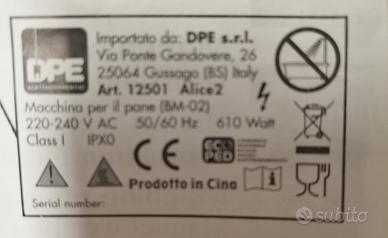 Importato da: DPE s.r.l.
Via Ponte Gandovere, 26
25064 Gussago (BS) Italy
DPE
Art. 12501 Alice2
Macchina per il pane (BM-02)
220-240 V AC 50/60 Hz 610 Watt
Class I IPX0
CE
ECO PED
Prodotto in Cina
Serial number:
subito